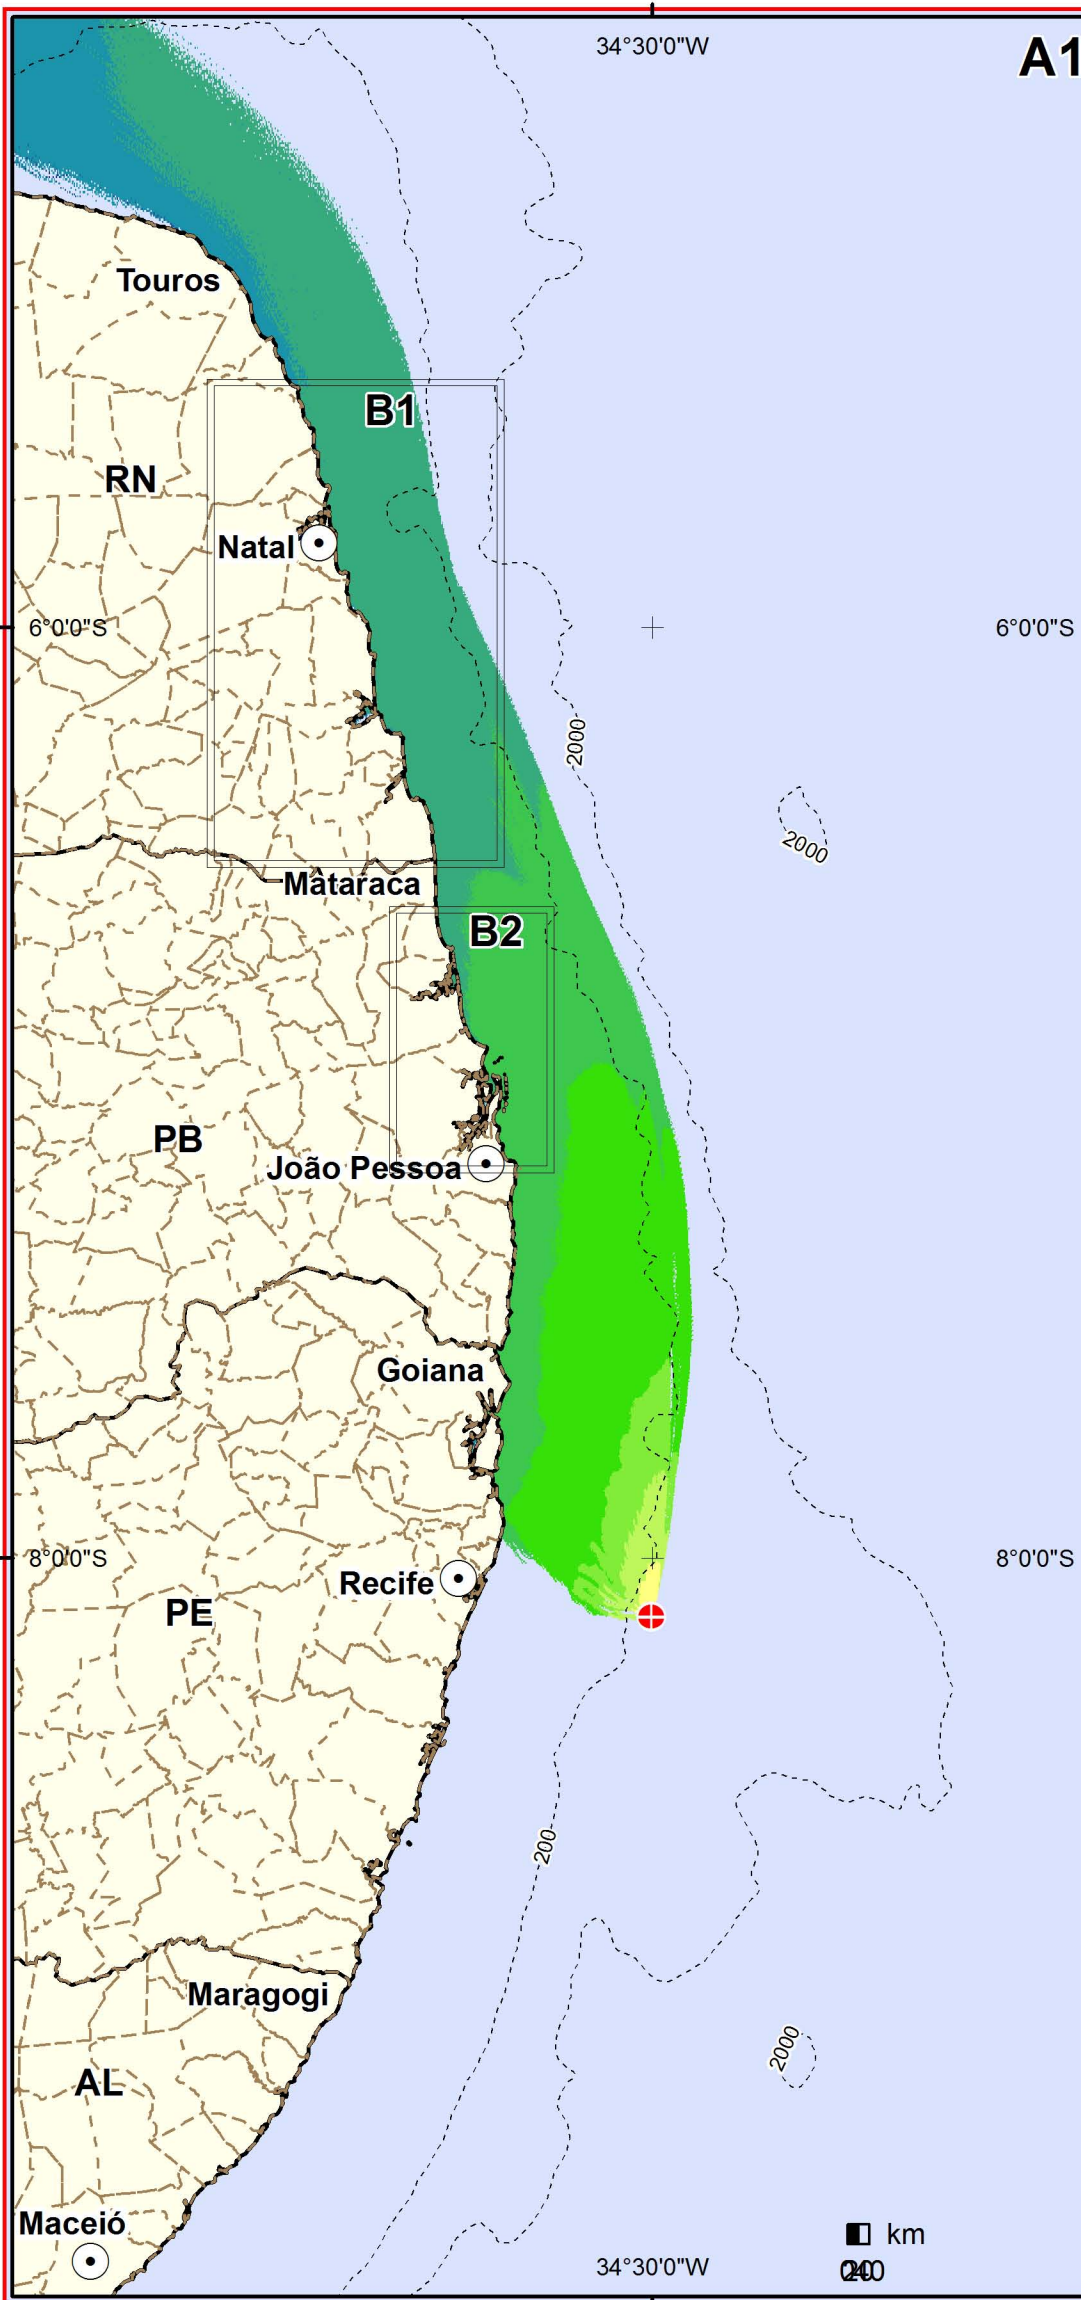 34°30'0"W
A1
Touros
B1
RN
Natal
6°0'0"S
6°0'0"S
2000
2000
Mataraca
B2
PB
João Pessoa
Goiana
8°0'0"S
8°0'0"S
Recife
PE
200
Maragogi
2000
AL
Maceió
km
34°30'0"W